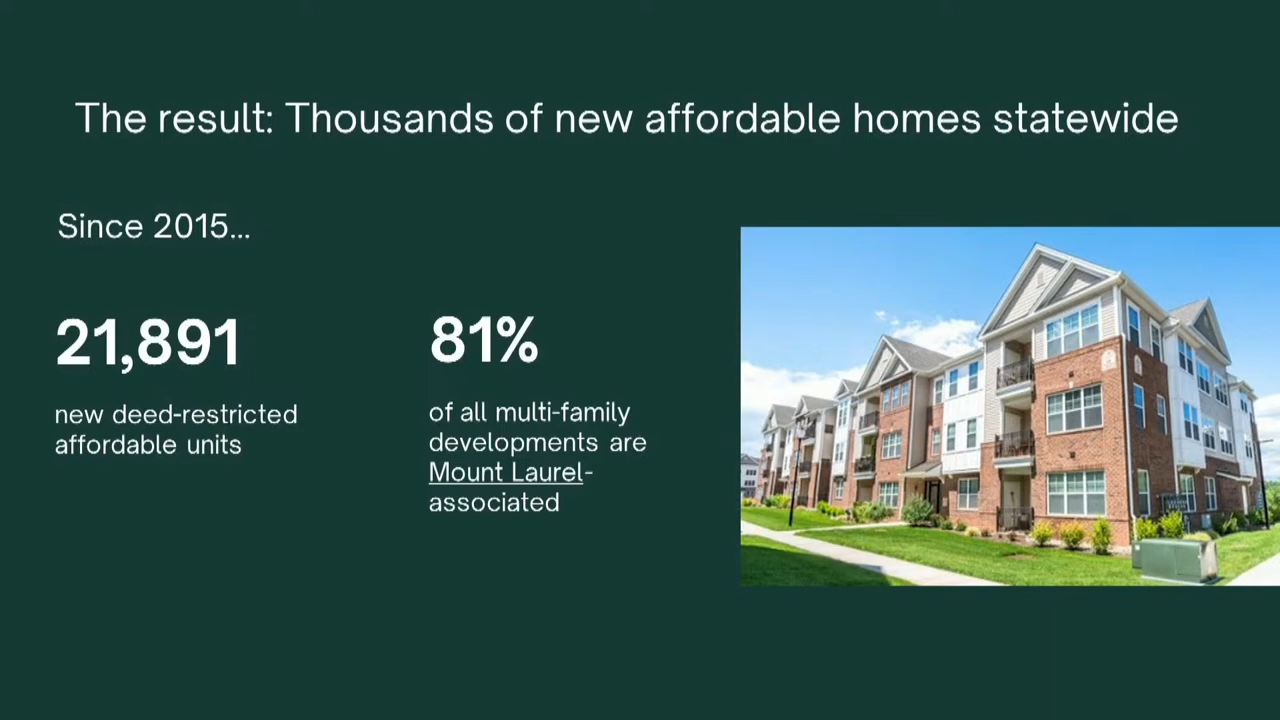 The result: Thousands of new affordable homes statewide
Since 2015...
21,891
new deed-restricted
affordable units
81%
of all multi-family
developments are
Mount Laurel-
associated